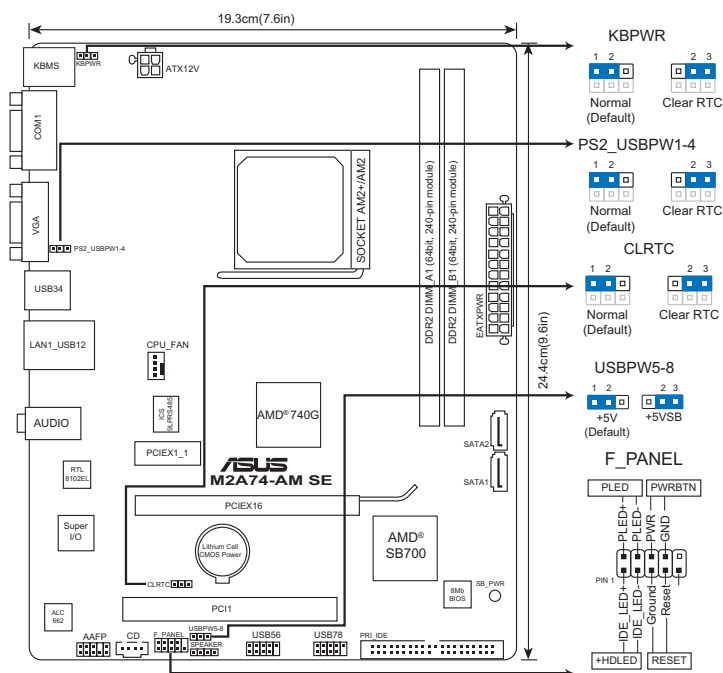 19.3cm(7.6in)
KBMS
KBPWR
ATX12V
COM1
VGA
PS2_USBPW1-4
USB34
LAN1_USB12
AUDIO
CPU_FAN
ICS
9LPRS485
PCIEX1_1
RTL
8102EL
Super
I/O
ALC
662
SOCKET AM2+/AM2
DDR2 DIMM_A1 (64bit, 240-pin module)
DDR2 DIMM_B1 (64bit, 240-pin module)
EATXPWR
24.4cm(9.6in)
AMD® 740G
ASUS
M2A74-AM SE
SATA2
SATA1
PCIEX16
Lithium Cell
CMOS Power
AMD®
SB700
CLRTC
8Mb
BIOS
SB_PWR
PCI1
AAFP
CD
F_PANEL
USBPW5-8
SPEAKER
USB56
USB78
PRI_IDE
KBPWR
1 2
2 3
Normal
(Default)
Clear RTC
PS2_USBPW1-4
1 2
2 3
Normal
(Default)
Clear RTC
CLRTC
1 2
2 3
Normal
(Default)
Clear RTC
USBPW5-8
1 2
2 3
+5V
(Default)
+5VSB
F_PANEL
PLED
PWRBTN
PLED+
PLED-
PWR
GND
PIN 1
IDE_LED+
IDE_LED-
Ground
Reset
+HDLED
RESET